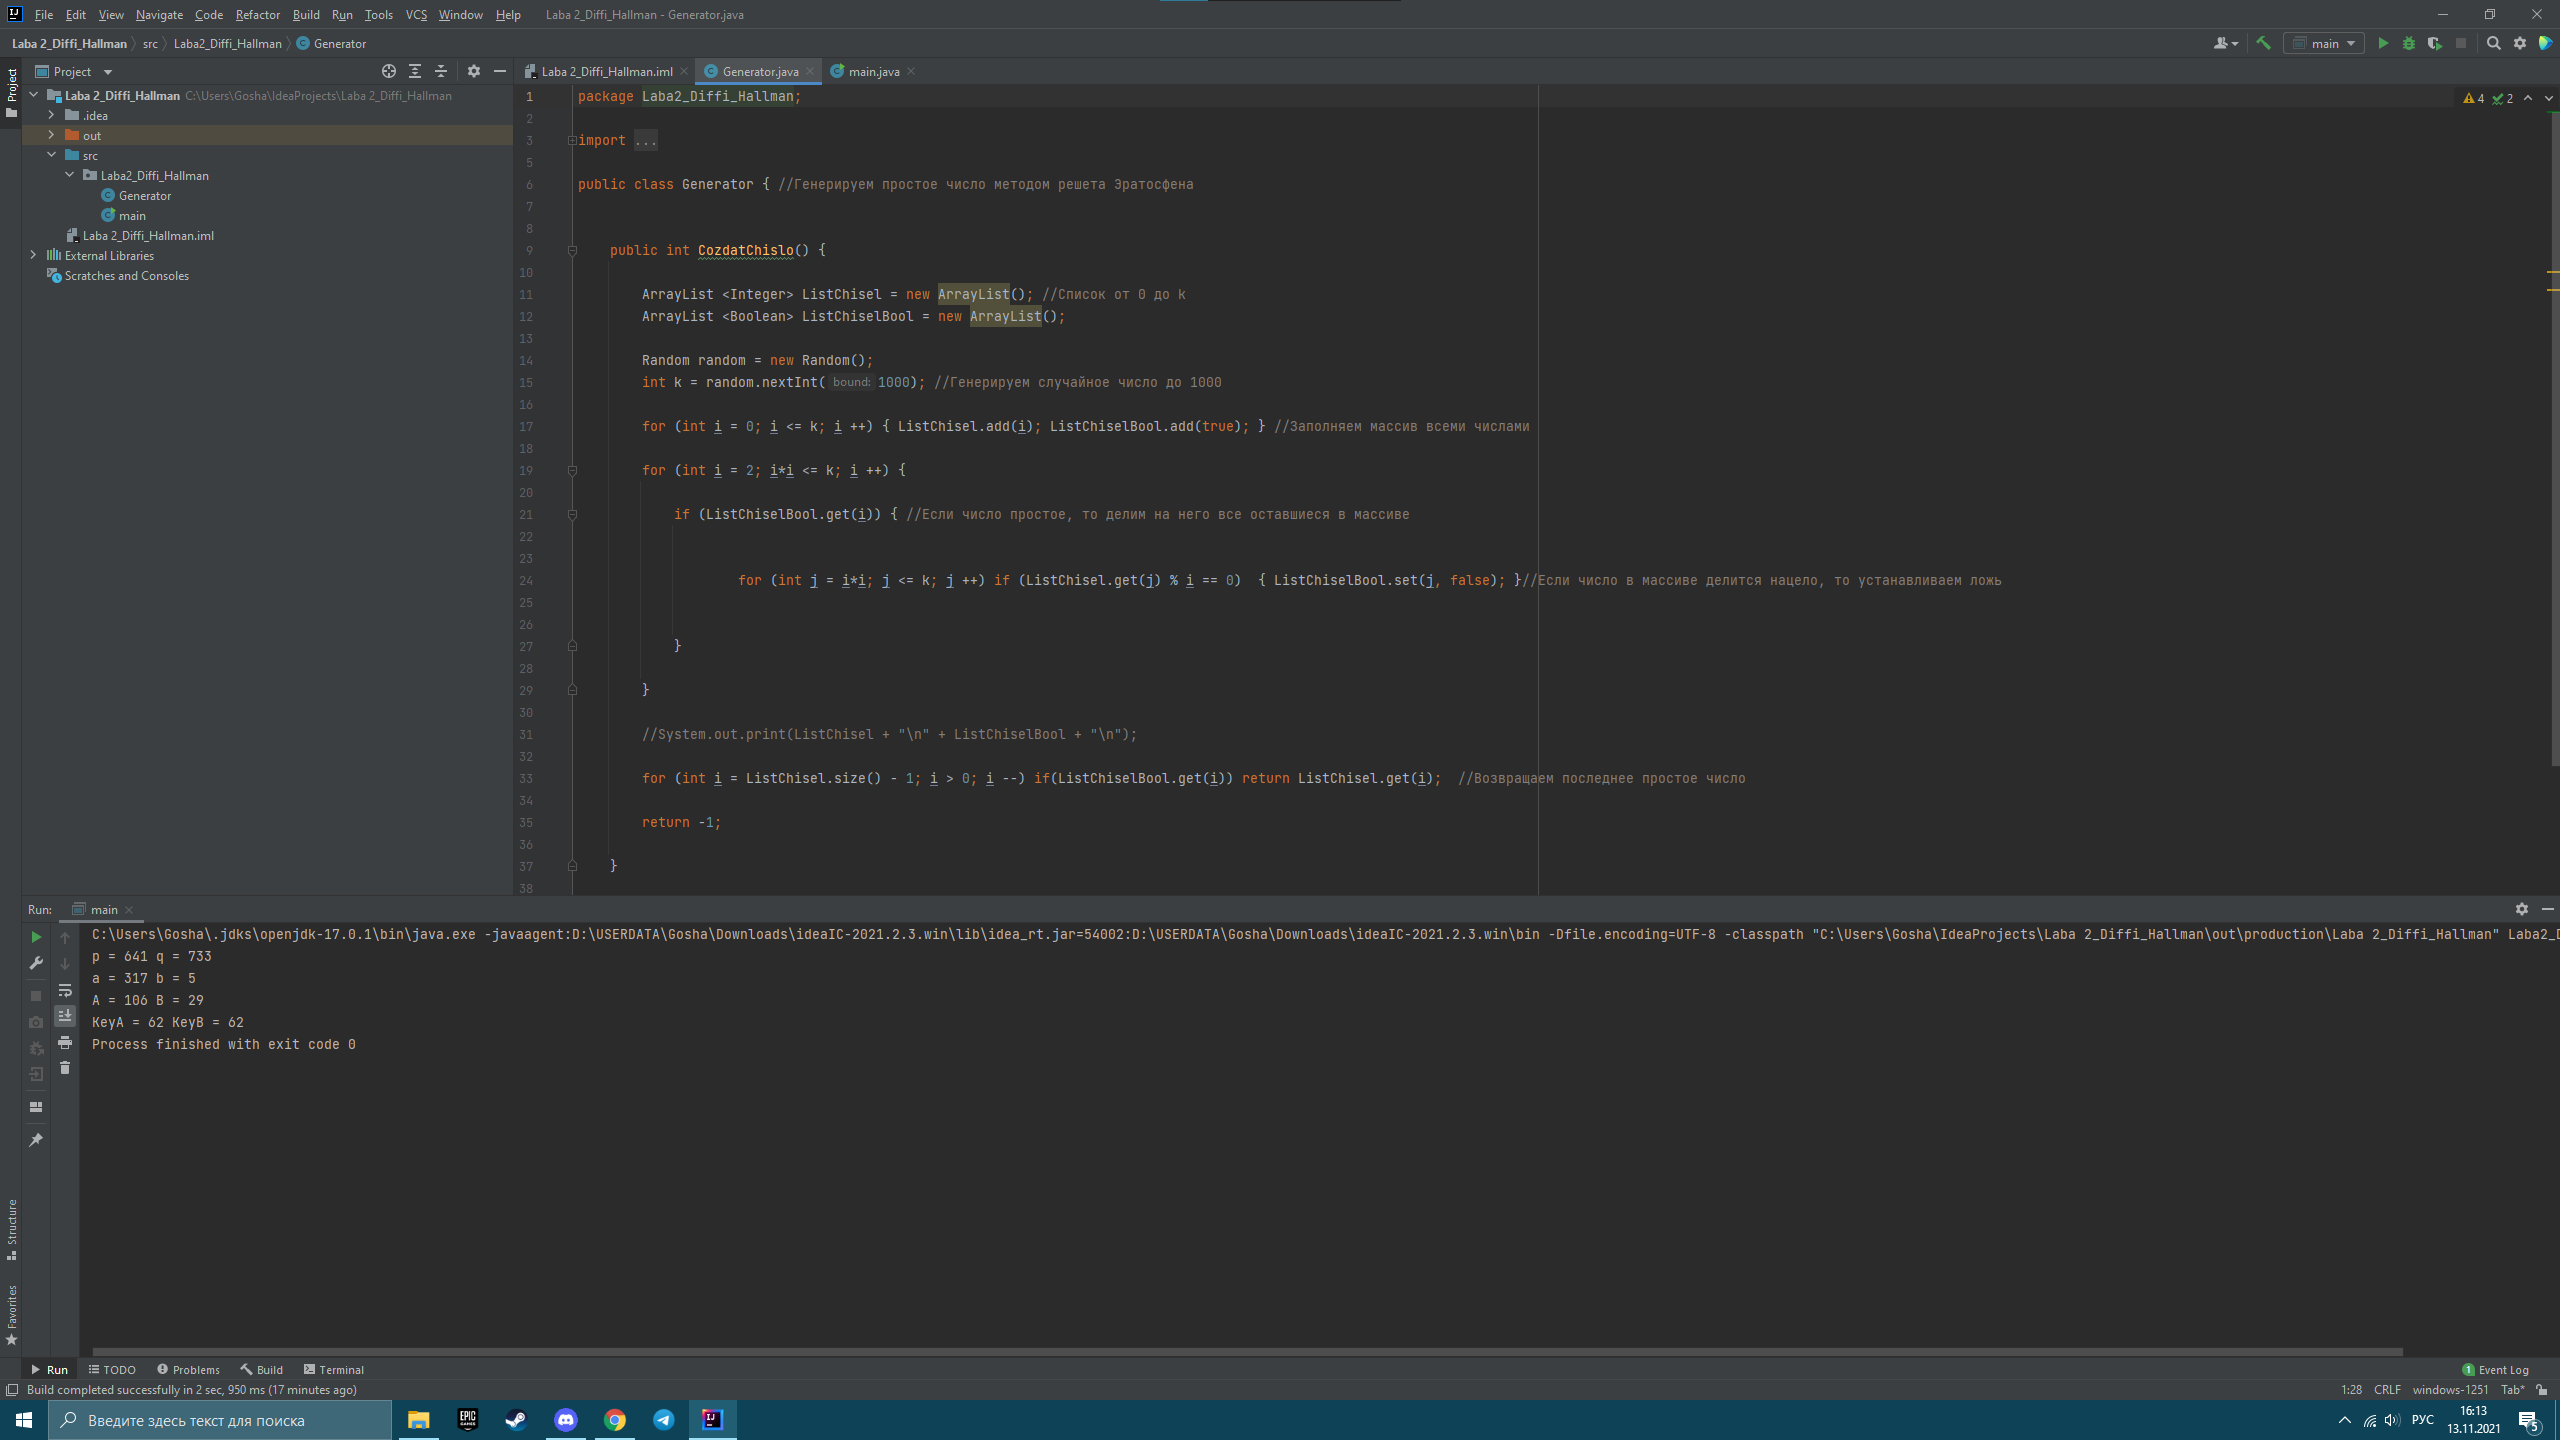 File Edit View Navigate Code Refactor Build Run Tools VCS Window Help Laba 2_Diffi_Hallman - Generator.java
Laba 2_Diffi_Hallman src Laba2_Diffi_Hallman Generator main
Project
Project
Laba 2_Diffi_Hallman.iml Generator.java main.java
Laba 2_Diffi_Hallman C:\Users\Gosha\IdeaProjects\Laba 2_Diffi_Hallman
.idea
out
src
Laba2_Diffi_Hallman
Generator
main
Laba 2_Diffi_Hallman.iml
External Libraries
Scratches and Consoles
4 2
1 package Laba2_Diffi_Hallman;
2
3 import ...
5
6 public class Generator { //Генерируем простое число методом решета Эратосфена
7
8
9 public int CozdatChislo() {
10
11 ArrayList <Integer> ListChisel = new ArrayList(); //Список от 0 до k
12 ArrayList <Boolean> ListChiselBool = new ArrayList();
13
14 Random random = new Random();
15 int k = random.nextInt( bound: 1000); //Генерируем случайное число до 1000
16
17 for (int i = 0; i <= k; i ++) { ListChisel.add(i); ListChiselBool.add(true); } //Заполняем массив всеми числами
18
19 for (int i = 2; i*i <= k; i ++) {
20
21 if (ListChiselBool.get(i)) { //Если число простое, то делим на него все оставшиеся в массиве
22
23
24 for (int j = i*i; j <= k; j ++) if (ListChisel.get(j) % i == 0)  { ListChiselBool.set(j, false); }//Если число в массиве делится нацело, то устанавливаем ложь
25
26
27 }
28
29 }
30
31 //System.out.print(ListChisel + "\n" + ListChiselBool + "\n");
32
33 for (int i = ListChisel.size() - 1; i > 0; i --) if(ListChiselBool.get(i)) return ListChisel.get(i);  //Возвращаем последнее простое число
34
35 return -1;
36
37 }
38
Run: main
C:\Users\Gosha\.jdks\openjdk-17.0.1\bin\java.exe -javaagent:D:\USERDATA\Gosha\Downloads\ideaIC-2021.2.3.win\lib\idea_rt.jar=54002:D:\USERDATA\Gosha\Downloads\ideaIC-2021.2.3.win\bin -Dfile.encoding=UTF-8 -classpath "C:\Users\Gosha\IdeaProjects\Laba 2_Diffi_Hallman\out\production\Laba 2_Diffi_Hallman" Laba2_D
p = 641 q = 733
a = 317 b = 5
A = 106 B = 29
KeyA = 62 KeyB = 62
Process finished with exit code 0
Structure
Favorites
Run TODO Problems Build Terminal 1 Event Log
Build completed successfully in 2 sec, 950 ms (17 minutes ago) 1:28 CRLF windows-1251 Tab*
Введите здесь текст для поиска
EPIC GAMES
РУС
16:13
13.11.2021
5